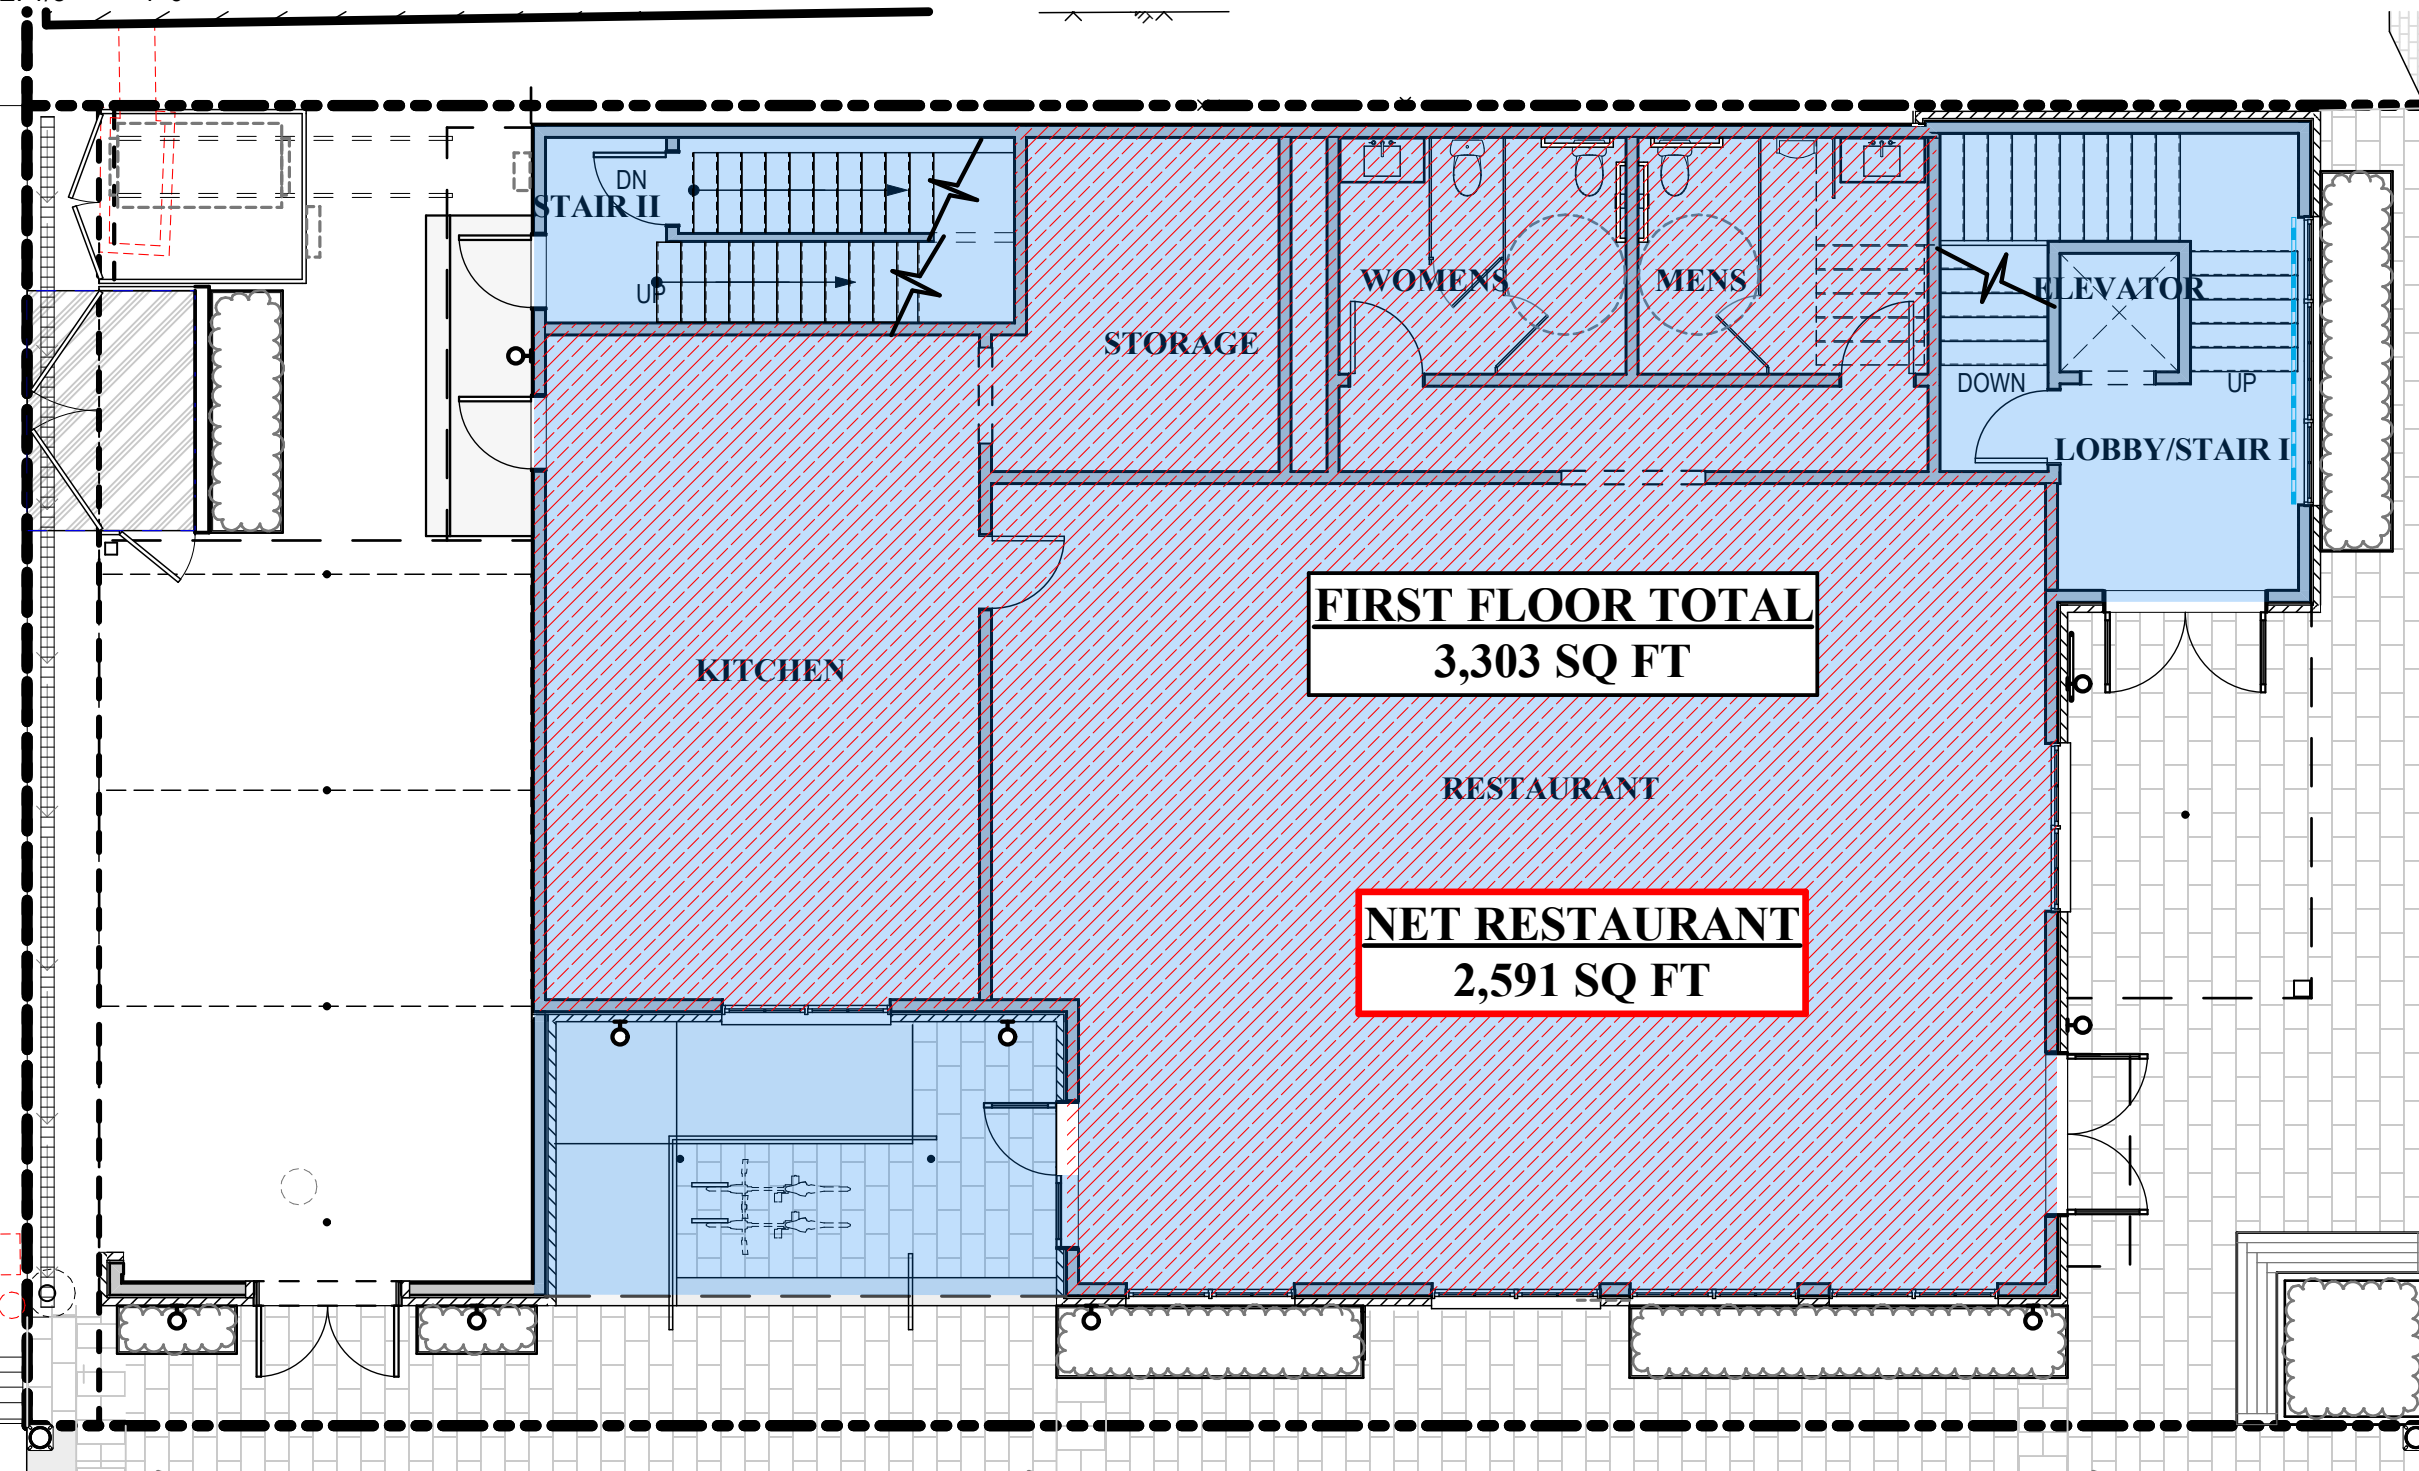 DN
STAIR II
UP
WOMENS
MENS
ELEVATOR
STORAGE
DOWN
UP
LOBBY/STAIR I
FIRST FLOOR TOTAL
3,303 SQ FT
KITCHEN
RESTAURANT
NET RESTAURANT
2,591 SQ FT